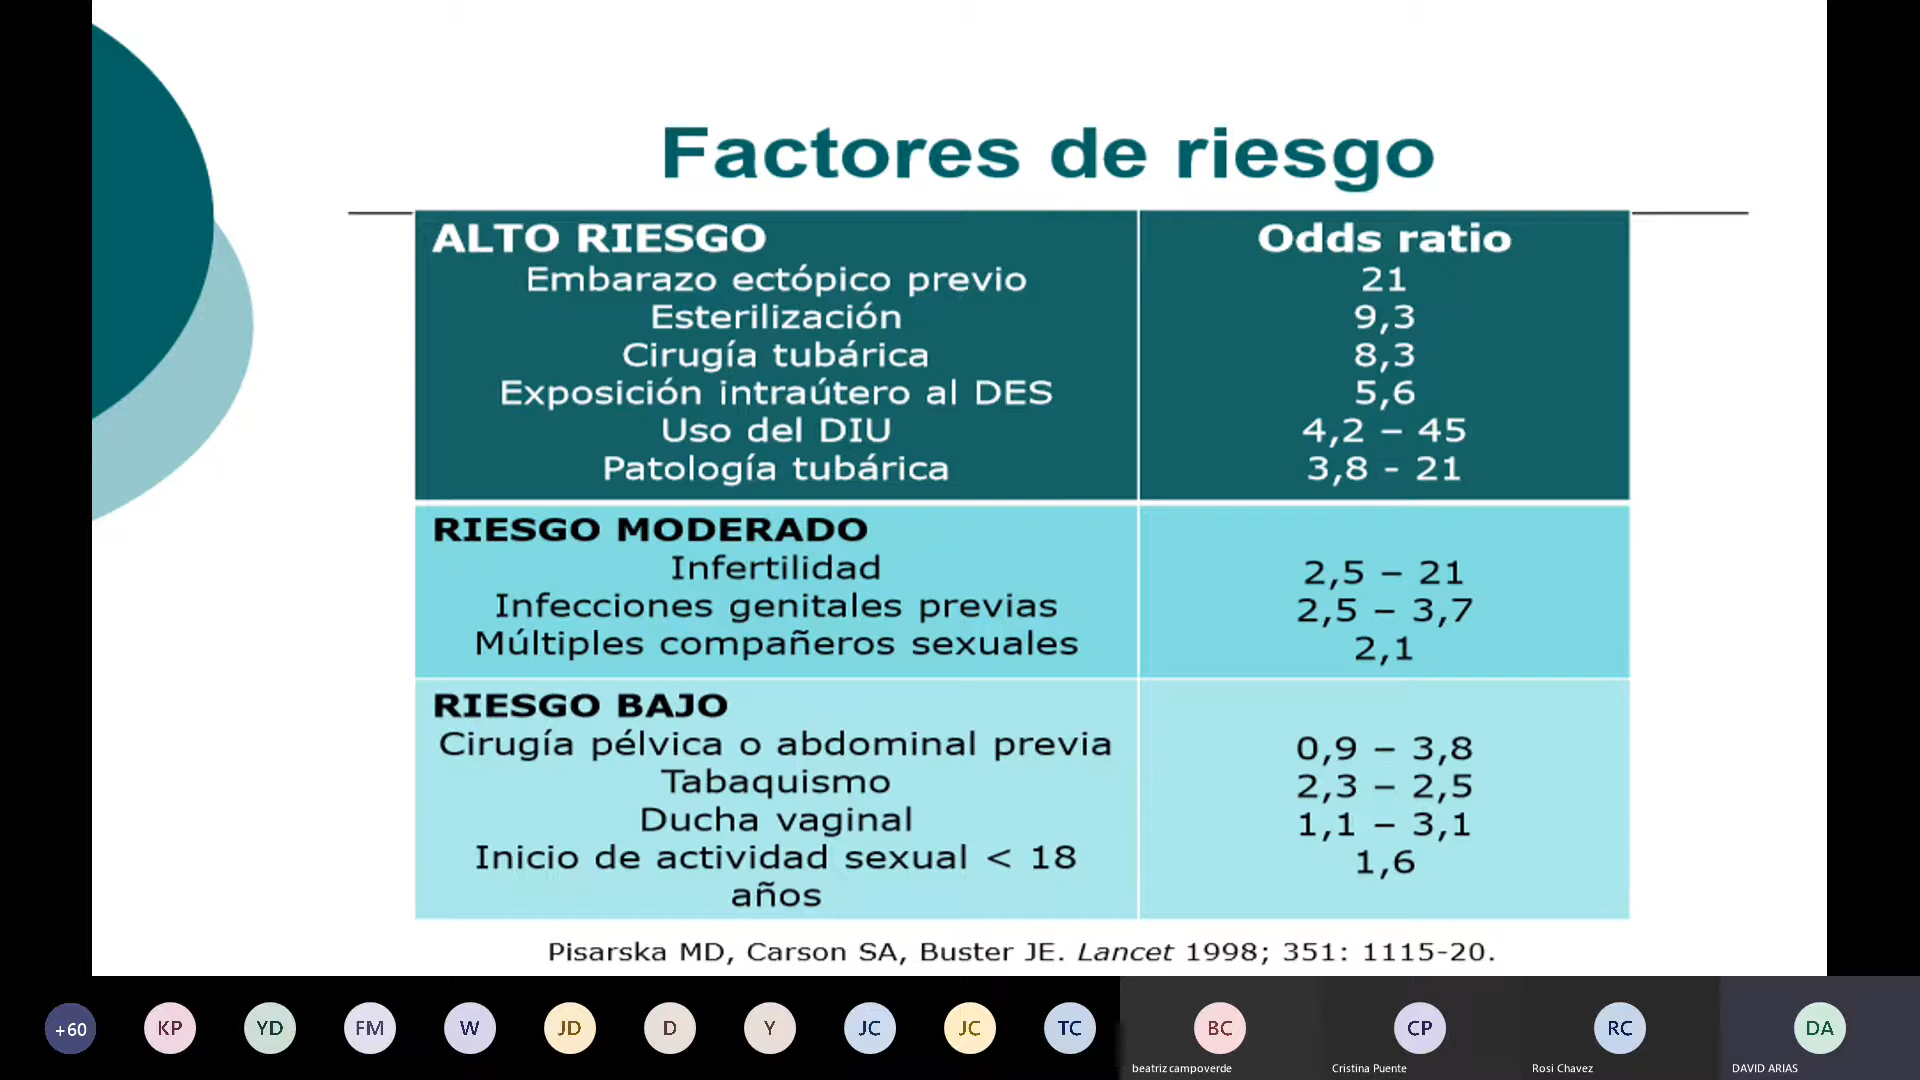 Factores de riesgo
ALTO RIESGO Odds ratio
Embarazo ectópico previo 21
Esterilización 9,3
Cirugía tubárica 8,3
Exposición intraútero al DES 5,6
Uso del DIU 4,2 – 45
Patología tubárica 3,8 - 21
RIESGO MODERADO
Infertilidad 2,5 – 21
Infecciones genitales previas 2,5 – 3,7
Múltiples compañeros sexuales 2,1
RIESGO BAJO
Cirugía pélvica o abdominal previa 0,9 – 3,8
Tabaquismo 2,3 – 2,5
Ducha vaginal 1,1 – 3,1
Inicio de actividad sexual < 18 1,6
años
Pisarska MD, Carson SA, Buster JE. Lancet 1998; 351: 1115-20.
+60 KP YD FM W JD D Y JC JC TC BC CP RC DA
beatriz campoverde Cristina Puente Rosi Chavez DAVID ARIAS